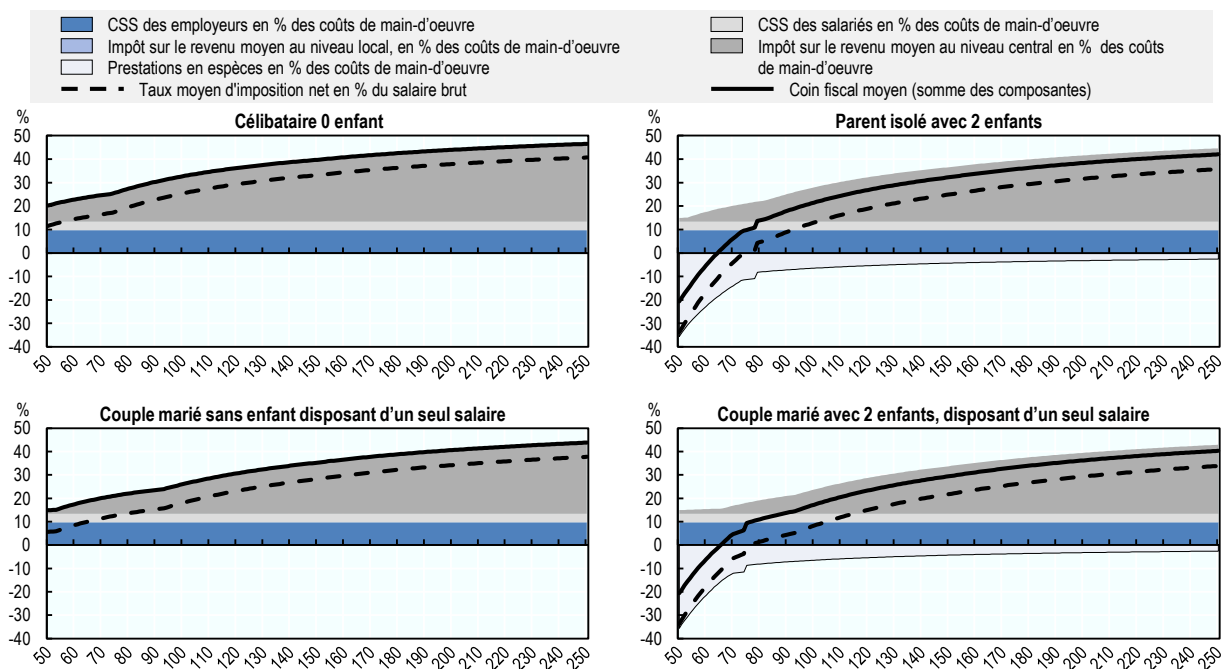 CSS des employeurs en % des coûts de main-d'oeuvre
CSS des salariés en % des coûts de main-d'oeuvre
Impôt sur le revenu moyen au niveau local, en % des coûts de main-d'oeuvre
Impôt sur le revenu moyen au niveau central en % des coûts
de main-d'oeuvre
Prestations en espèces en % des coûts de main-d'oeuvre
Taux moyen d'imposition net en % du salaire brut
Coin fiscal moyen (somme des composantes)
%
Célibataire 0 enfant
50
40
30
20
10
0
-10
-20
-30
-40
50 60 70 80 90 100 110 120 130 140 150 160 170 180 190 200 210 220 230 240 250
%
Parent isolé avec 2 enfants
50
40
30
20
10
0
-10
-20
-30
-40
50 60 70 80 90 100 110 120 130 140 150 160 170 180 190 200 210 220 230 240 250
%
Couple marié sans enfant disposant d'un seul salaire
50
40
30
20
10
0
-10
-20
-30
-40
50 60 70 80 90 100 110 120 130 140 150 160 170 180 190 200 210 220 230 240 250
%
Couple marié avec 2 enfants, disposant d'un seul salaire
50
40
30
20
10
0
-10
-20
-30
-40
50 60 70 80 90 100 110 120 130 140 150 160 170 180 190 200 210 220 230 240 250